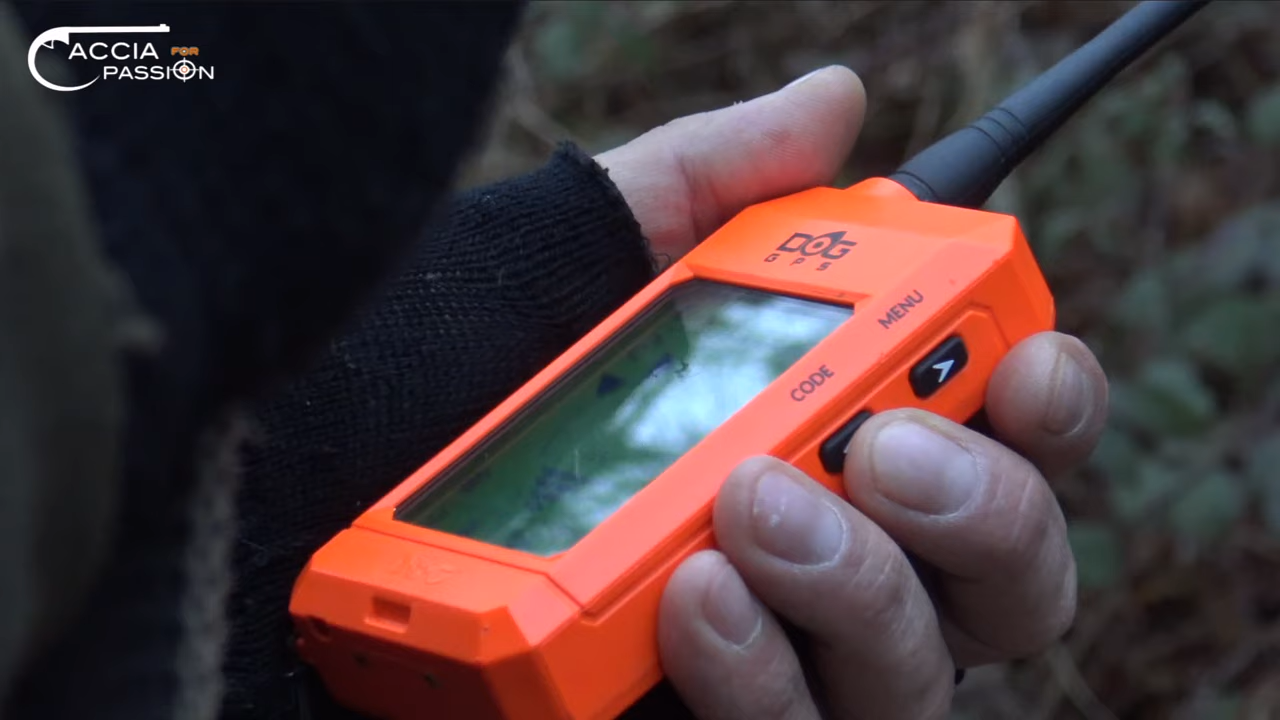 CACCIA FOR
PASSION
DOG
GPS
MENU
CODE